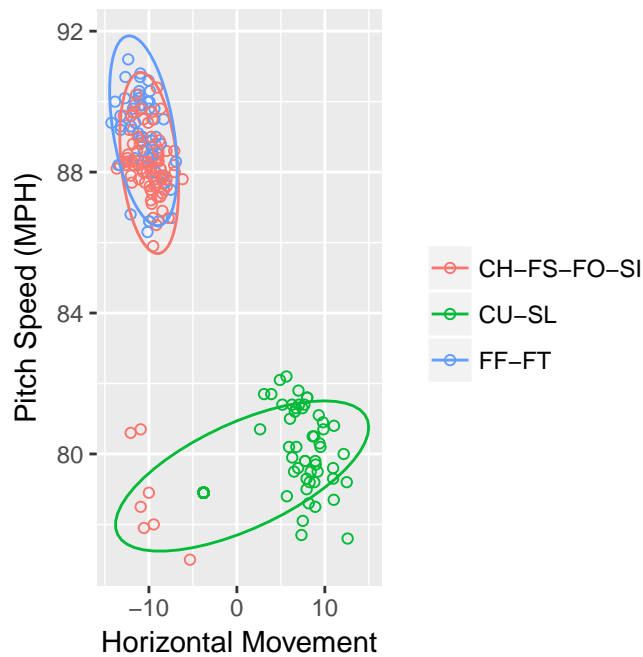 92
88
84
80
Pitch Speed (MPH)
−10
0
10
Horizontal Movement
CH−FS−FO−SI
CU−SL
FF−FT